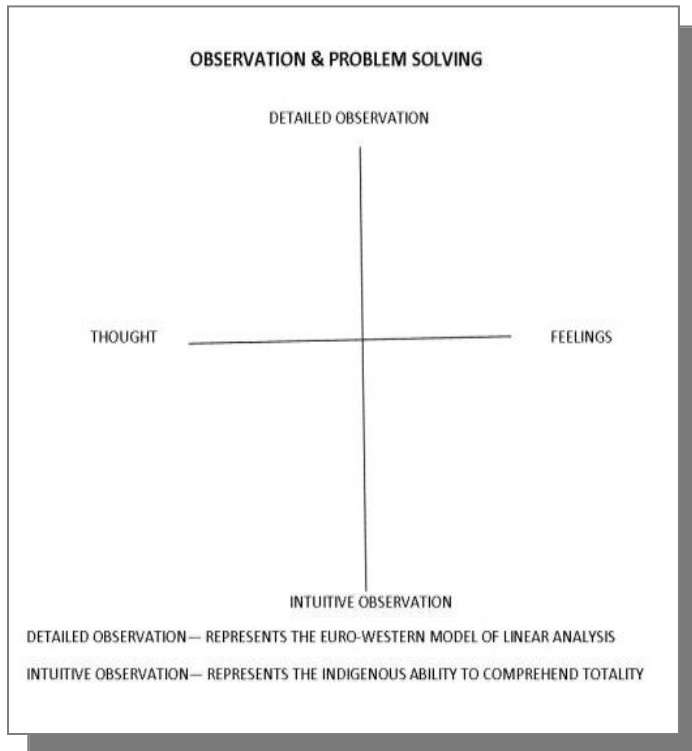 OBSERVATION & PROBLEM SOLVING
DETAILED OBSERVATION
THOUGHT
FEELINGS
INTUITIVE OBSERVATION
DETAILED OBSERVATION— REPRESENTS THE EURO-WESTERN MODEL OF LINEAR ANALYSIS
INTUITIVE OBSERVATION— REPRESENTS THE INDIGENOUS ABILITY TO COMPREHEND TOTALITY